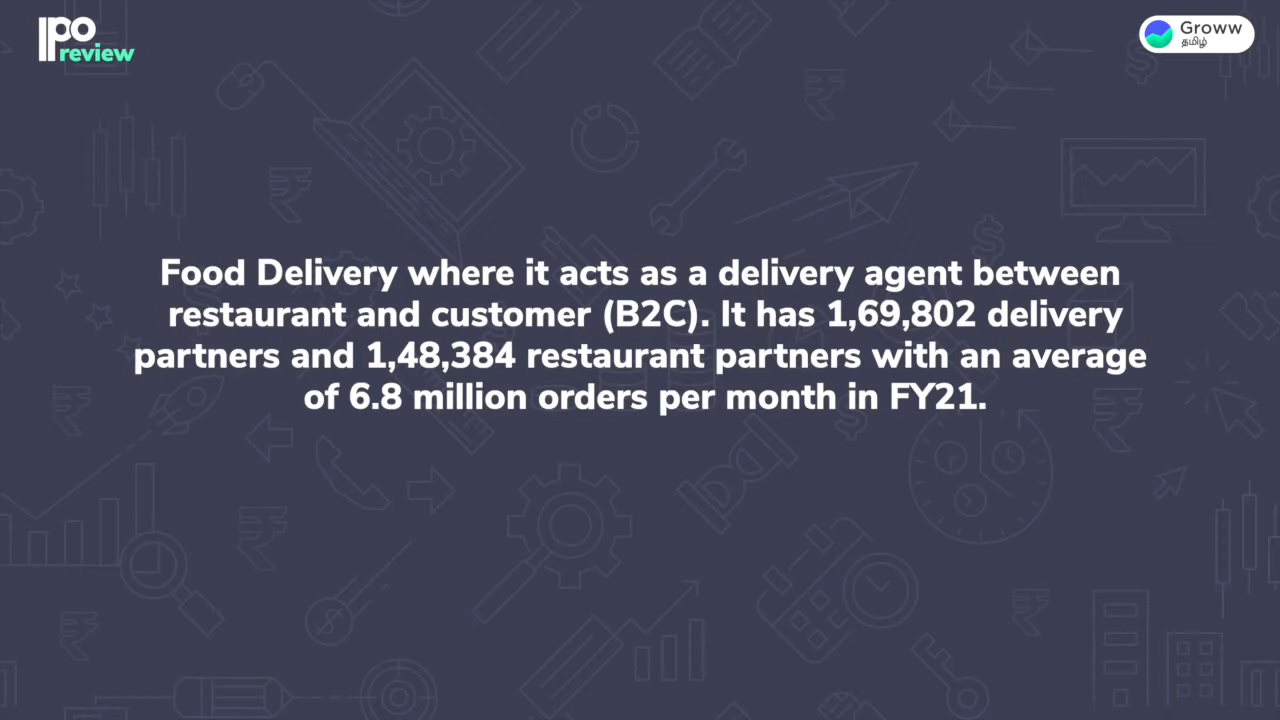 IPO
review
Groww
தமிழ்
Food Delivery where it acts as a delivery agent between
restaurant and customer (B2C). It has 1,69,802 delivery
partners and 1,48,384 restaurant partners with an average
of 6.8 million orders per month in FY21.